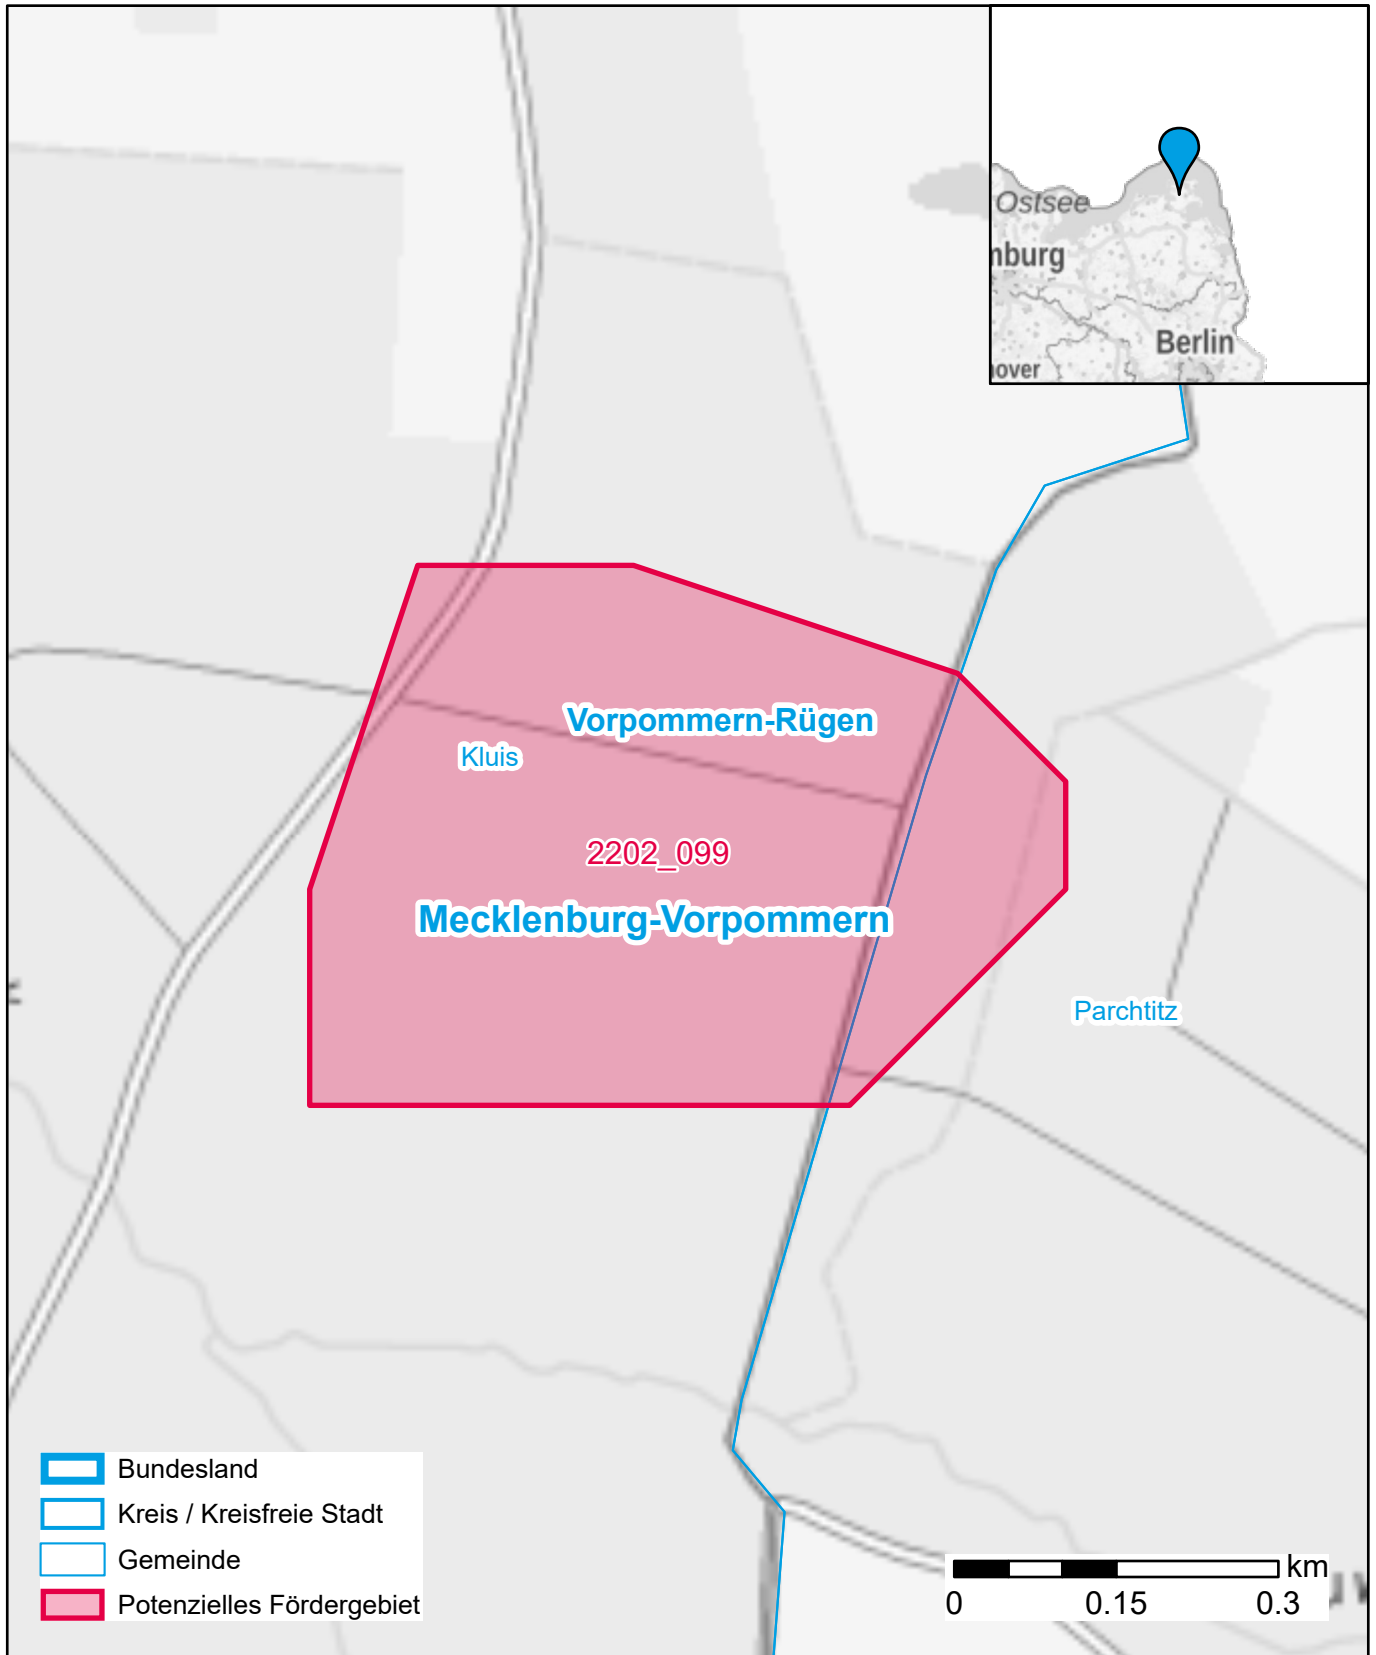 Ostsee
nburg
Berlin
nover
Vorpommern-Rügen
Kluis
2202_099
Mecklenburg-Vorpommern
Parchtitz
Bundesland
Kreis / Kreisfreie Stadt
Gemeinde
Potenzielles Fördergebiet
km
0 0.15 0.3